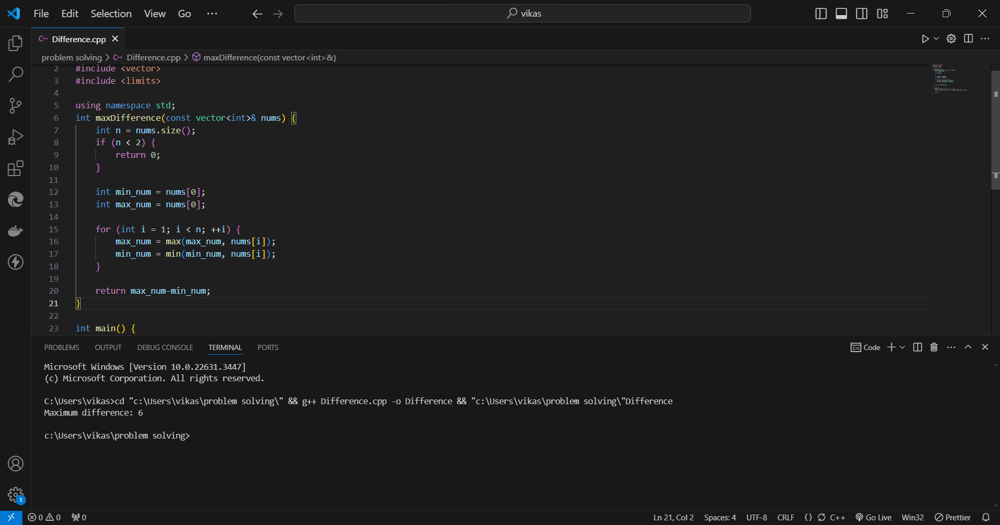 File Edit Selection View Go ··· vikas
Difference.cpp
problem solving > Difference.cpp > maxDifference(const vector<int>&)
2 #include <vector>
3 #include <limits>
4
5 using namespace std;
6 int maxDifference(const vector<int>& nums) {
7 int n = nums.size();
8 if (n < 2) {
9 return 0;
10 }
11
12 int min_num = nums[0];
13 int max_num = nums[0];
14
15 for (int i = 1; i < n; ++i) {
16 max_num = max(max_num, nums[i]);
17 min_num = min(min_num, nums[i]);
18 }
19
20 return max_num-min_num;
21 }
22
23 int main() {
PROBLEMS OUTPUT DEBUG CONSOLE TERMINAL PORTS Code
Microsoft Windows [Version 10.0.22631.3447]
(c) Microsoft Corporation. All rights reserved.
C:\Users\vikas>cd "c:\Users\vikas\problem solving\" && g++ Difference.cpp -o Difference && "c:\Users\vikas\problem solving\"Difference
Maximum difference: 6
c:\Users\vikas\problem solving>
1
0 0 0 Ln 21, Col 2 Spaces: 4 UTF-8 CRLF {} C++ Go Live Win32 Prettier